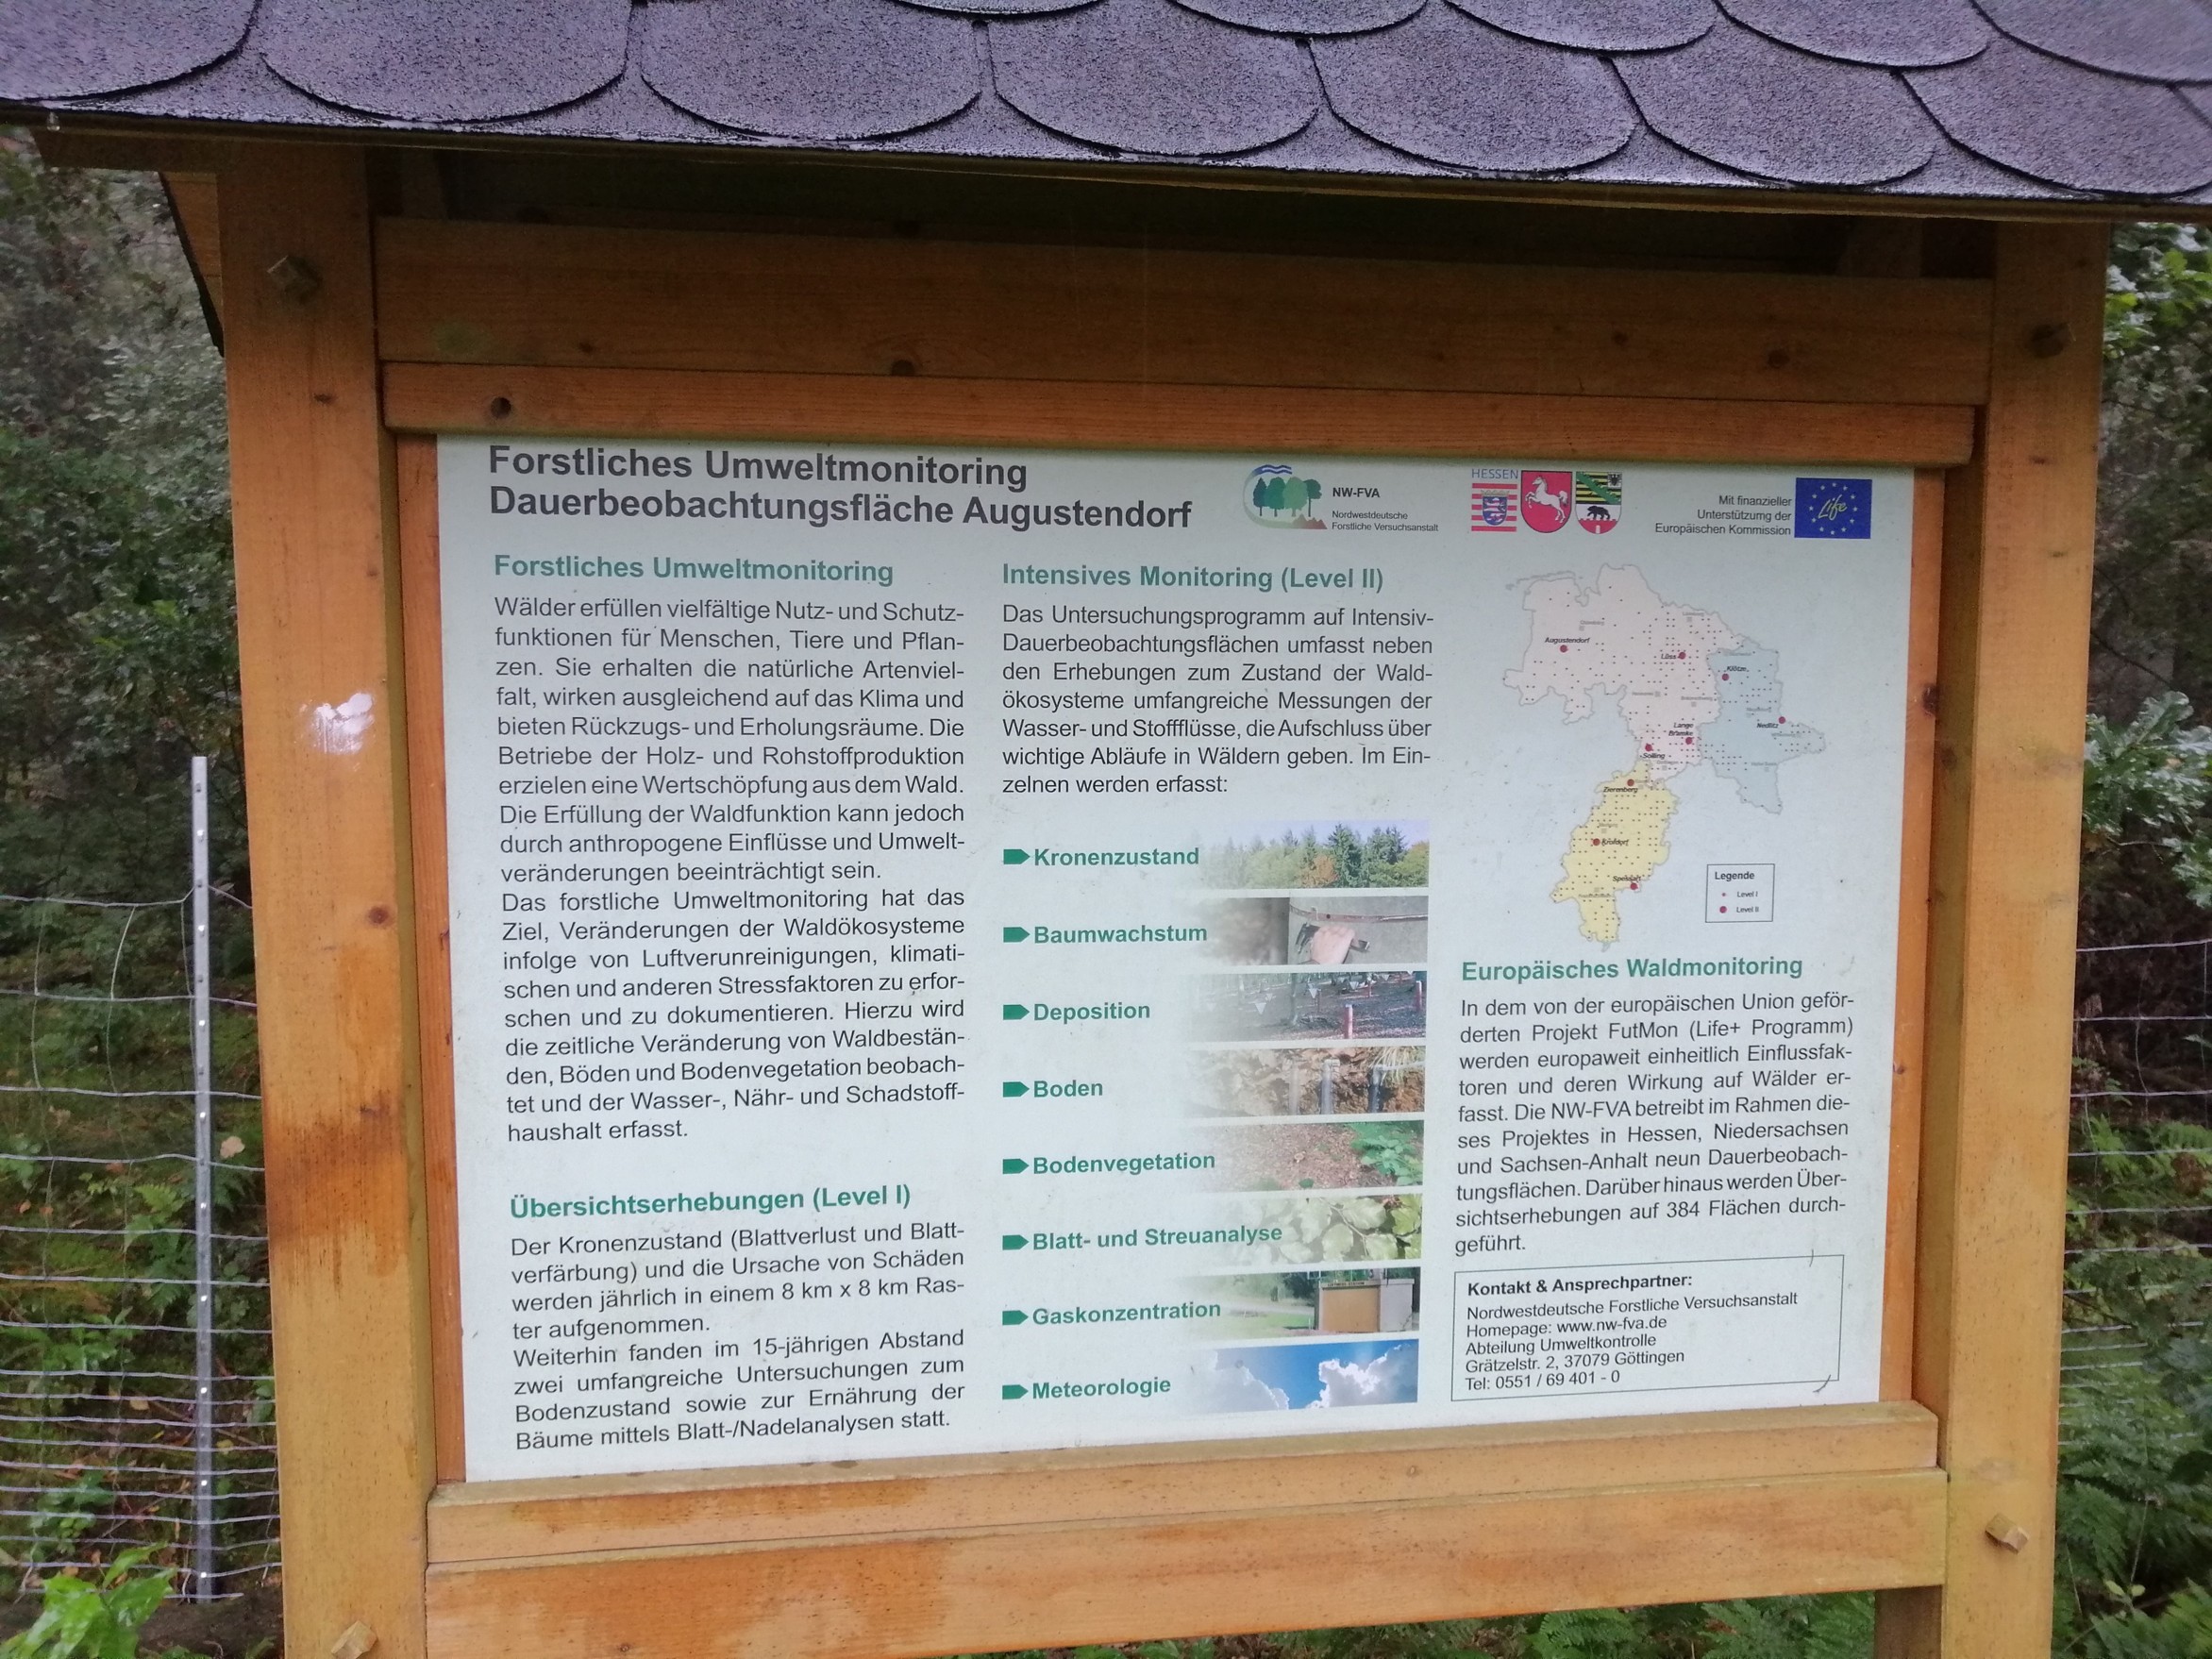 Forstliches Umweltmonitoring
Dauerbeobachtungsfläche Augustendorf
NW-FVA
Nordwestdeutsche
Forstliche Versuchsanstalt
HESSEN
Mit finanzieller
Unterstützung der
Europäischen Kommission
Life
Forstliches Umweltmonitoring
Wälder erfüllen vielfältige Nutz- und Schutz-
funktionen für Menschen, Tiere und Pflan-
zen. Sie erhalten die natürliche Artenviel-
falt, wirken ausgleichend auf das Klima und
bieten Rückzugs- und Erholungsräume. Die
Betriebe der Holz- und Rohstoffproduktion
erzielen eine Wertschöpfung aus dem Wald.
Die Erfüllung der Waldfunktion kann jedoch
durch anthropogene Einflüsse und Umwelt-
veränderungen beeinträchtigt sein.
Das forstliche Umweltmonitoring hat das
Ziel, Veränderungen der Waldökosysteme
infolge von Luftverunreinigungen, klimati-
schen und anderen Stressfaktoren zu erfor-
schen und zu dokumentieren. Hierzu wird
die zeitliche Veränderung von Waldbestän-
den, Böden und Bodenvegetation beobach-
tet und der Wasser-, Nähr- und Schadstoff-
haushalt erfasst.
Übersichtserhebungen (Level I)
Der Kronenzustand (Blattverlust und Blatt-
verfärbung) und die Ursache von Schäden
werden jährlich in einem 8 km x 8 km Ras-
ter aufgenommen.
Weiterhin fanden im 15-jährigen Abstand
zwei umfangreiche Untersuchungen zum
Bodenzustand sowie zur Ernährung der
Bäume mittels Blatt-/Nadelanalysen statt.
Intensives Monitoring (Level II)
Das Untersuchungsprogramm auf Intensiv-
Dauerbeobachtungsflächen umfasst neben
den Erhebungen zum Zustand der Wald-
ökosysteme umfangreiche Messungen der
Wasser- und Stoffflüsse, die Aufschluss über
wichtige Abläufe in Wäldern geben. Im Ein-
zelnen werden erfasst:
Kronenzustand
Baumwachstum
Deposition
Boden
Bodenvegetation
Blatt- und Streuanalyse
Gaskonzentration
Meteorologie
Augustendorf
Lüss
Klötze
Nedlitz
Lange
Bramke
Solling
Zierenberg
Krofdorf
Spessart
Legende
Level I
Level II
Europäisches Waldmonitoring
In dem von der europäischen Union geför-
derten Projekt FutMon (Life+ Programm)
werden europaweit einheitlich Einflussfak-
toren und deren Wirkung auf Wälder er-
fasst. Die NW-FVA betreibt im Rahmen die-
ses Projektes in Hessen, Niedersachsen
und Sachsen-Anhalt neun Dauerbeobach-
tungsflächen. Darüber hinaus werden Über-
sichtserhebungen auf 384 Flächen durch-
geführt.
Kontakt & Ansprechpartner:
Nordwestdeutsche Forstliche Versuchsanstalt
Homepage: www.nw-fva.de
Abteilung Umweltkontrolle
Grätzelstr. 2, 37079 Göttingen
Tel: 0551 / 69 401 - 0